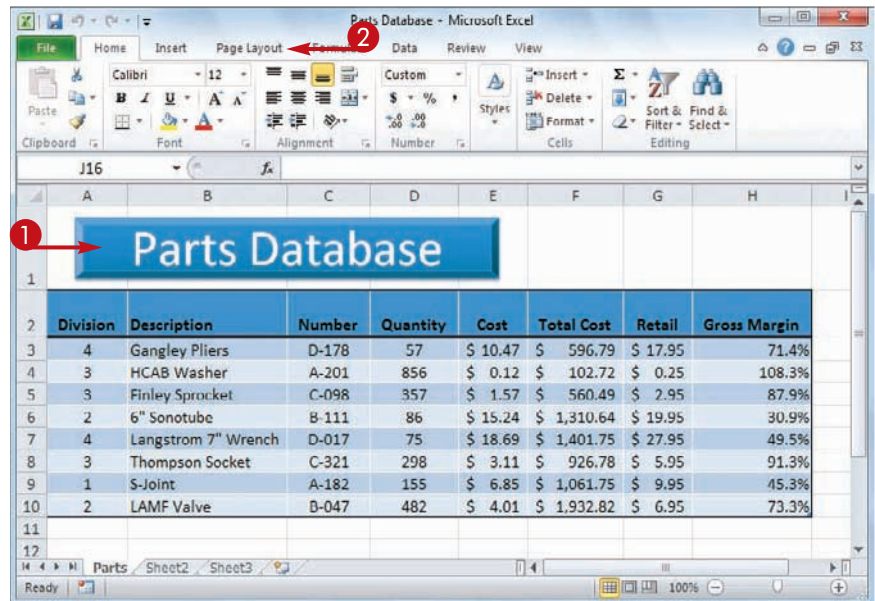 Parts Database - Microsoft Excel
File Home Insert Page Layout 2 Data Review View
Paste
Calibri 12
B I U A A A
Custom
$ % ,
.0 .00 .00 .0
Styles
Insert
Delete
Format
Σ
Sort & Filter
Find & Select
Clipboard Font Alignment Number Cells Editing
J16 fx
A B C D E F G H I
1 Parts Database
1
2 Division Description Number Quantity Cost Total Cost Retail Gross Margin
3 4 Gangley Pliers D-178 57 $ 10.47 $ 596.79 $ 17.95 71.4%
4 3 HCAB Washer A-201 856 $ 0.12 $ 102.72 $ 0.25 108.3%
5 3 Finley Sprocket C-098 357 $ 1.57 $ 560.49 $ 2.95 87.9%
6 2 6" Sonotube B-111 86 $ 15.24 $ 1,310.64 $ 19.95 30.9%
7 4 Langstrom 7" Wrench D-017 75 $ 18.69 $ 1,401.75 $ 27.95 49.5%
8 3 Thompson Socket C-321 298 $ 3.11 $ 926.78 $ 5.95 91.3%
9 1 S-Joint A-182 155 $ 6.85 $ 1,061.75 $ 9.95 45.3%
10 2 LAMF Valve B-047 482 $ 4.01 $ 1,932.82 $ 6.95 73.3%
11
12
Parts Sheet2 Sheet3
Ready 100%